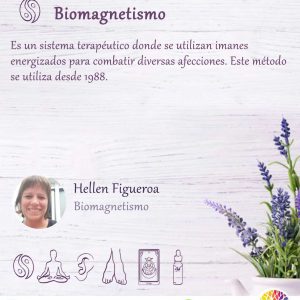 Biomagnetismo
Es un sistema terapéutico donde se utilizan imanes
energizados para combatir diversas afecciones. Este método
se utiliza desde 1988.
Hellen Figueroa
Biomagnetismo